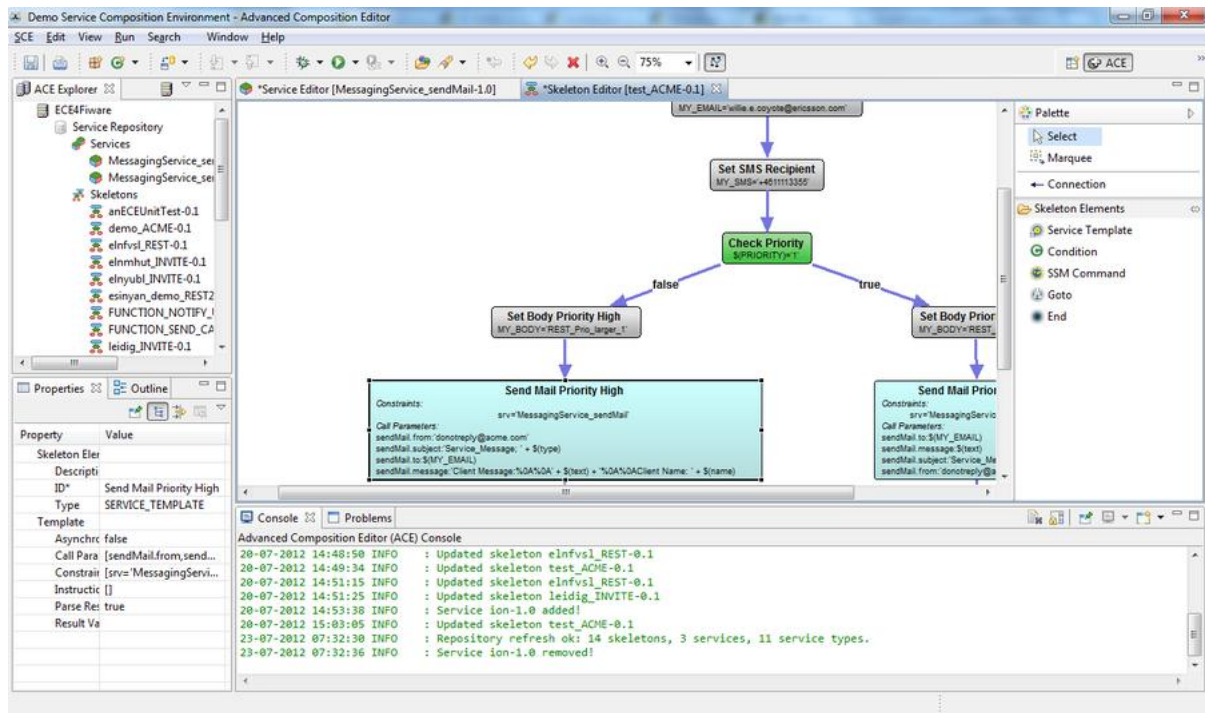 Demo Service Composition Environment - Advanced Composition Editor
SCE Edit View Run Search Window Help
75%
ACE
ACE Explorer
*Service Editor [MessagingService_sendMail-1.0]
*Skeleton Editor [test_ACME-0.1]
ECE4Fiware
Service Repository
Services
MessagingService_sei
MessagingService_sei
Skeletons
anECEUnitTest-0.1
demo_ACME-0.1
elnfvsl_REST-0.1
elnmhut_INVITE-0.1
elnyubl_INVITE-0.1
esinyan_demo_REST2
FUNCTION_NOTIFY_
FUNCTION_SEND_CA
leidig_INVITE-0.1
MY_EMAIL='willie.e.coyote@ericsson.com'
Set SMS Recipient
MY_SMS='+4611113355'
Check Priority
$(PRIORITY)='1'
false
true
Set Body Priority High
MY_BODY='REST_Prio_larger_1'
Set Body Prior
MY_BODY='REST_
Send Mail Priority High
Constraints:
srv='MessagingService_sendMail'
Call Parameters:
sendMail.from:'donotreply@acme.com'
sendMail.subject:'Service_Message; ' + $(type)
sendMail.to:$(MY_EMAIL)
sendMail.message:'Client Message:%0A%0A' + $(text) + '%0A%0AClient Name: ' + $(name)
Send Mail Prior
Constraints:
srv='MessagingServic
Call Parameters:
sendMail.to:$(MY_EMAIL)
sendMail.message:$(text)
sendMail.subject:'Service_Me
sendMail.from:'donotreply@a
Palette
Select
Marquee
Connection
Skeleton Elements
Service Template
Condition
SSM Command
Goto
End
Properties
Outline
Property Value
Skeleton Eler
Descripti
ID* Send Mail Priority High
Type SERVICE_TEMPLATE
Template
Asynchrc false
Call Para [sendMail.from,send...
Constrair [srv='MessagingServi...
Instructic []
Parse Res true
Result Va
Console
Problems
Advanced Composition Editor (ACE) Console
20-07-2012 14:48:50 INFO : Updated skeleton elnfvsl_REST-0.1
20-07-2012 14:49:34 INFO : Updated skeleton test_ACME-0.1
20-07-2012 14:51:15 INFO : Updated skeleton elnfvsl_REST-0.1
20-07-2012 14:51:25 INFO : Updated skeleton leidig_INVITE-0.1
20-07-2012 14:53:38 INFO : Service ion-1.0 added!
20-07-2012 15:03:05 INFO : Updated skeleton test_ACME-0.1
23-07-2012 07:32:30 INFO : Repository refresh ok: 14 skeletons, 3 services, 11 service types.
23-07-2012 07:32:36 INFO : Service ion-1.0 removed!